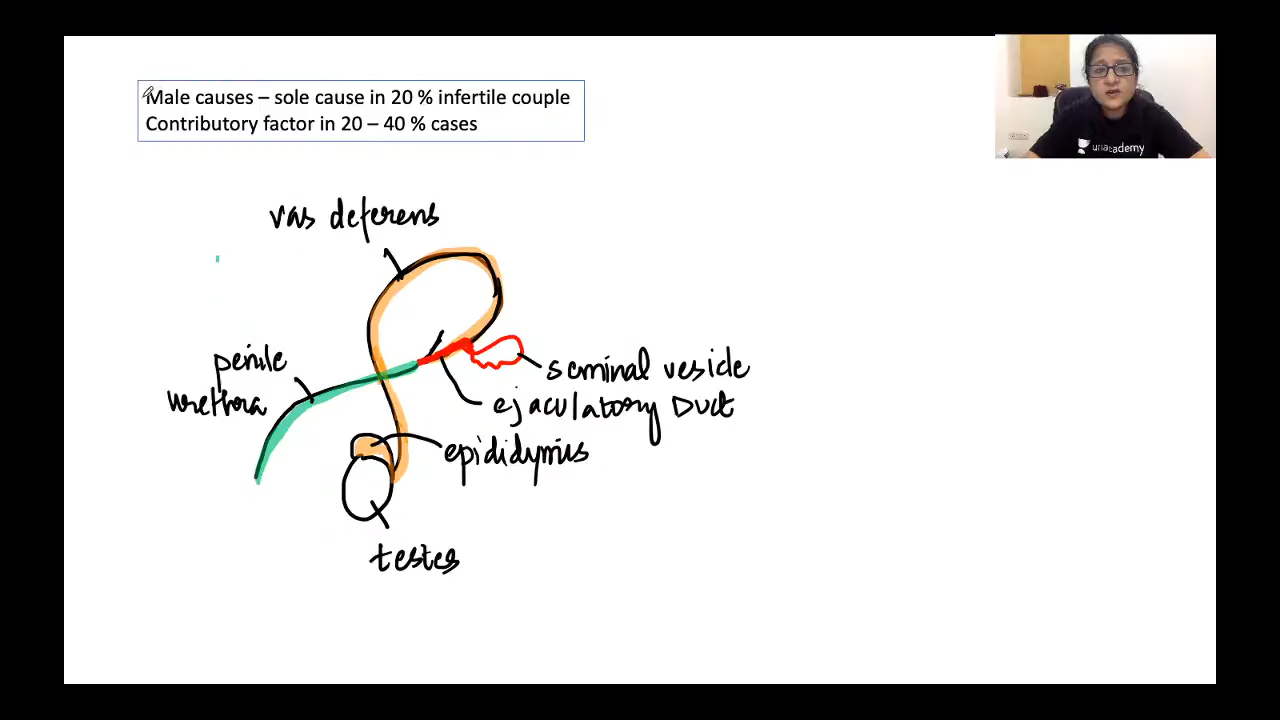 Male causes – sole cause in 20 % infertile couple
Contributory factor in 20 – 40 % cases
unacademy
vas deferens
penile
urethra
seminal vesicle
ejaculatory Duct
epididymis
testes